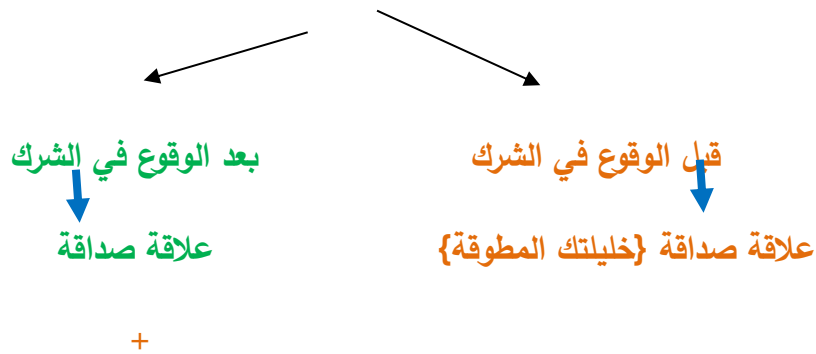 قبل الوقوع في الشرك
بعد الوقوع في الشرك
علاقة صداقة {خليلتك المطوقة}
علاقة صداقة
+